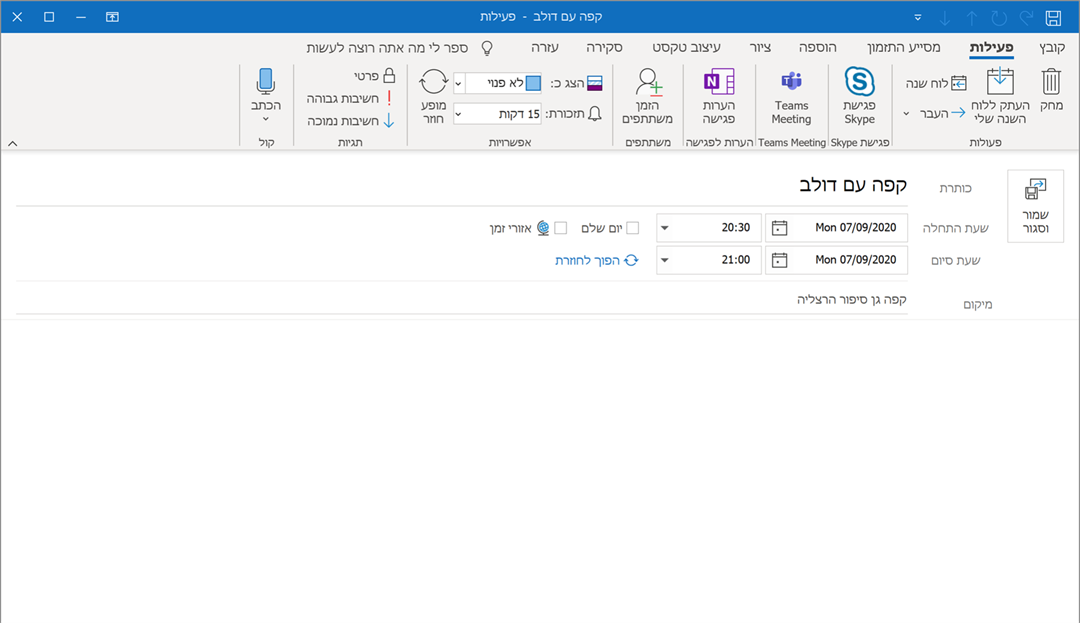 קפה עם דולב - פעילות
קובץ פעילות מסייע התזמון הוספה ציור עיצוב טקסט סקירה עזרה ספר לי מה אתה רוצה לעשות
מחק
העתק ללוח
השנה שלי
לוח שנה
העבר
פעולות
פגישת
Skype
פגישת Skype
Teams
Meeting
Teams Meeting
הערות
פגישה
הערות לפגישה
הזמן
משתתפים
משתתפים
הצג כ: לא פנוי
תזכורת: 15 דקות
מופע
חוזר
אפשרויות
פרטי
חשיבות גבוהה
חשיבות נמוכה
תגיות
הכתב
קול
שמור
וסגור
כותרת קפה עם דולב
שעת התחלה Mon 07/09/2020 20:30 יום שלם אזורי זמן
שעת סיום Mon 07/09/2020 21:00 הפוך לחוזרת
מיקום קפה גן סיפור הרצליה